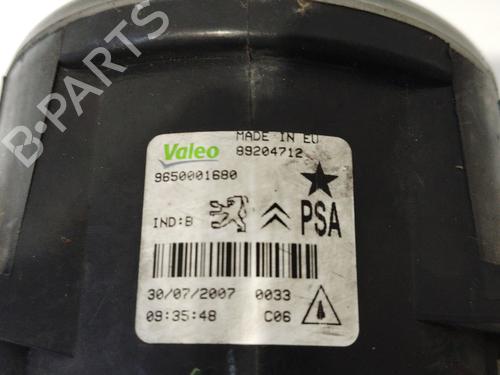 B-PARTS
MADE IN EU
Valeo 89204712
9650001680
IND:B PSA
30/07/2007 0033
09:35:48 C06